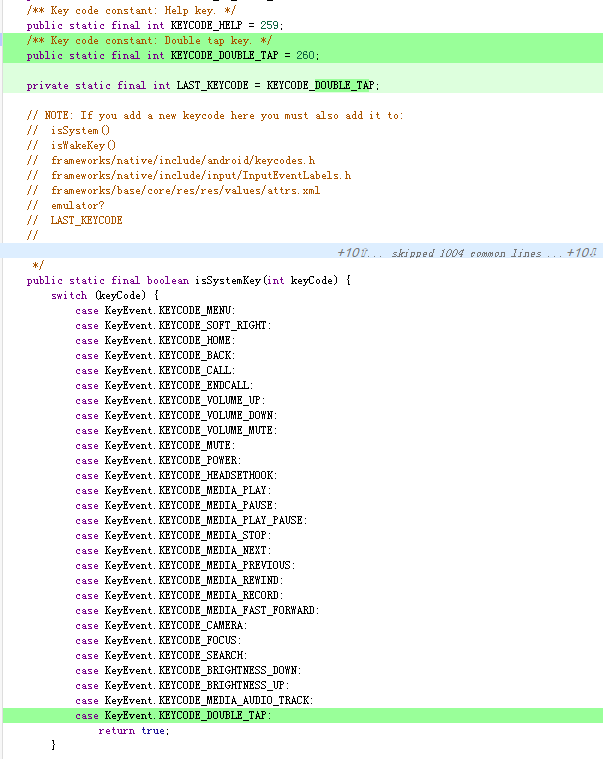 /** Key code constant: Help key. */
public static final int KEYCODE_HELP = 259;
/** Key code constant: Double tap key. */
public static final int KEYCODE_DOUBLE_TAP = 260;
private static final int LAST_KEYCODE = KEYCODE_DOUBLE_TAP;
// NOTE: If you add a new keycode here you must also add it to:
// isSystem()
// isWakeKey()
// frameworks/native/include/android/keycodes.h
// frameworks/native/include/input/InputEventLabels.h
// frameworks/base/core/res/res/values/attrs.xml
// emulator?
// LAST_KEYCODE
//
+10⇧... skipped 1004 common lines ...+10⇩
*/
public static final boolean isSystemKey(int keyCode) {
switch (keyCode) {
case KeyEvent.KEYCODE_MENU:
case KeyEvent.KEYCODE_SOFT_RIGHT:
case KeyEvent.KEYCODE_HOME:
case KeyEvent.KEYCODE_BACK:
case KeyEvent.KEYCODE_CALL:
case KeyEvent.KEYCODE_ENDCALL:
case KeyEvent.KEYCODE_VOLUME_UP:
case KeyEvent.KEYCODE_VOLUME_DOWN:
case KeyEvent.KEYCODE_VOLUME_MUTE:
case KeyEvent.KEYCODE_MUTE:
case KeyEvent.KEYCODE_POWER:
case KeyEvent.KEYCODE_HEADSETHOOK:
case KeyEvent.KEYCODE_MEDIA_PLAY:
case KeyEvent.KEYCODE_MEDIA_PAUSE:
case KeyEvent.KEYCODE_MEDIA_PLAY_PAUSE:
case KeyEvent.KEYCODE_MEDIA_STOP:
case KeyEvent.KEYCODE_MEDIA_NEXT:
case KeyEvent.KEYCODE_MEDIA_PREVIOUS:
case KeyEvent.KEYCODE_MEDIA_REWIND:
case KeyEvent.KEYCODE_MEDIA_RECORD:
case KeyEvent.KEYCODE_MEDIA_FAST_FORWARD:
case KeyEvent.KEYCODE_CAMERA:
case KeyEvent.KEYCODE_FOCUS:
case KeyEvent.KEYCODE_SEARCH:
case KeyEvent.KEYCODE_BRIGHTNESS_DOWN:
case KeyEvent.KEYCODE_BRIGHTNESS_UP:
case KeyEvent.KEYCODE_MEDIA_AUDIO_TRACK:
case KeyEvent.KEYCODE_DOUBLE_TAP:
return true;
}